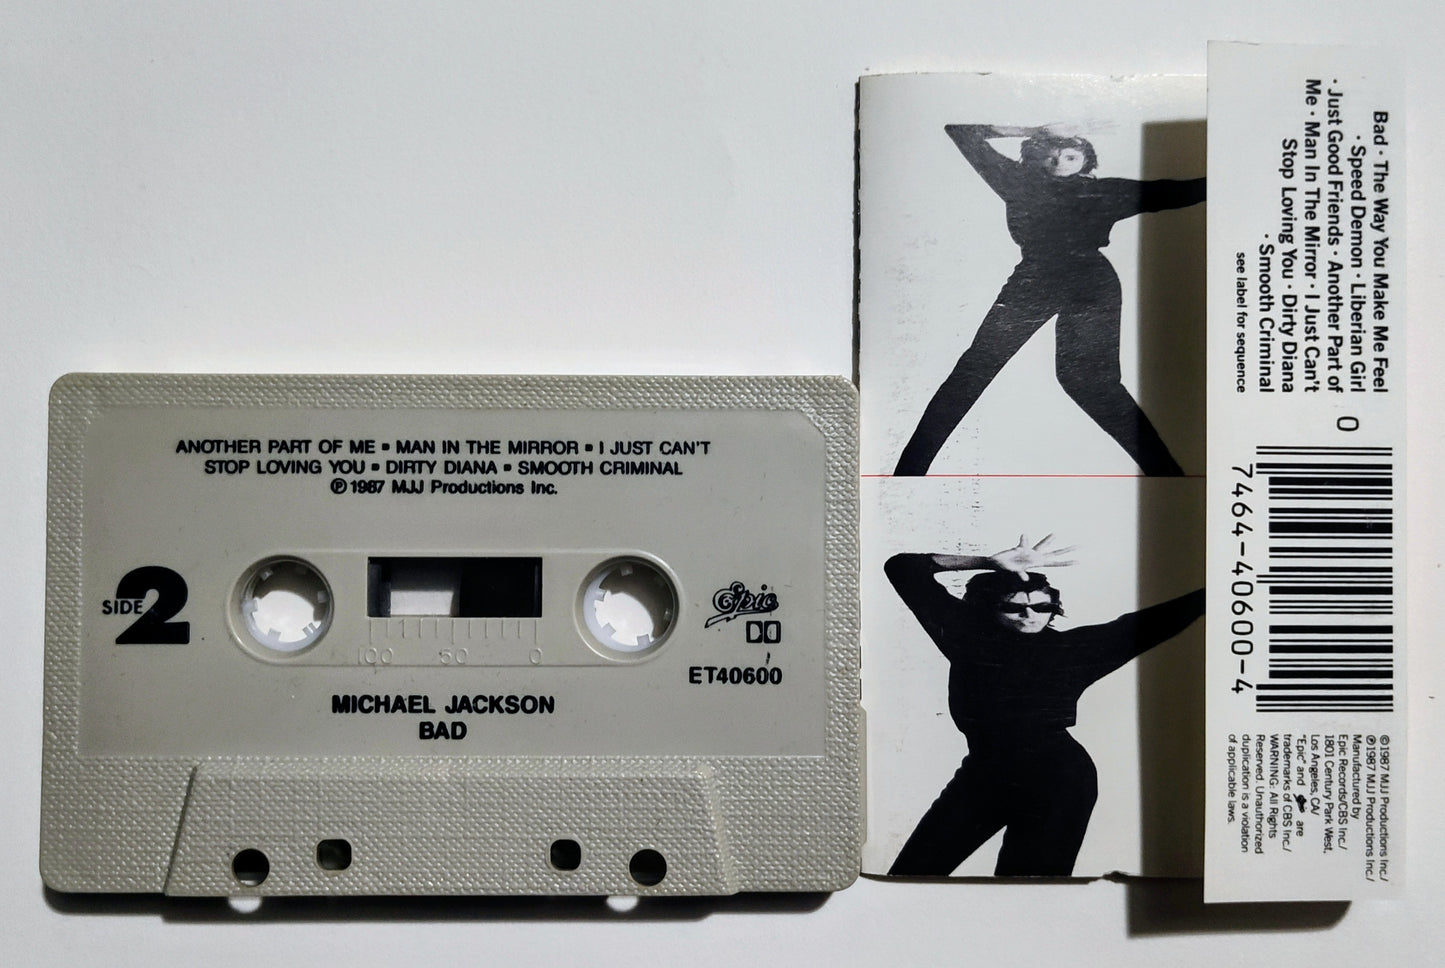 ANOTHER PART OF ME ▪ MAN IN THE MIRROR ▪ I JUST CAN'T
STOP LOVING YOU ▪ DIRTY DIANA ▪ SMOOTH CRIMINAL
℗ 1987 MJJ Productions Inc.
SIDE 2
100 50 0
Epic
ET40600
MICHAEL JACKSON
BAD
Bad · The Way You Make Me Feel
· Speed Demon · Liberian Girl
· Just Good Friends · Another Part of
Me · Man In The Mirror · I Just Can't
Stop Loving You · Dirty Diana
· Smooth Criminal
see label for sequence
0
7464-40600-4
©1987 MJJ Productions Inc./
℗1987 MJJ Productions Inc./
Manufactured by
Epic Records/CBS Inc./
1801 Century Park West,
Los Angeles, CA/
"Epic" and Epic are
trademarks of CBS Inc./
WARNING: All Rights
Reserved. Unauthorized
duplication is a violation
of applicable laws.